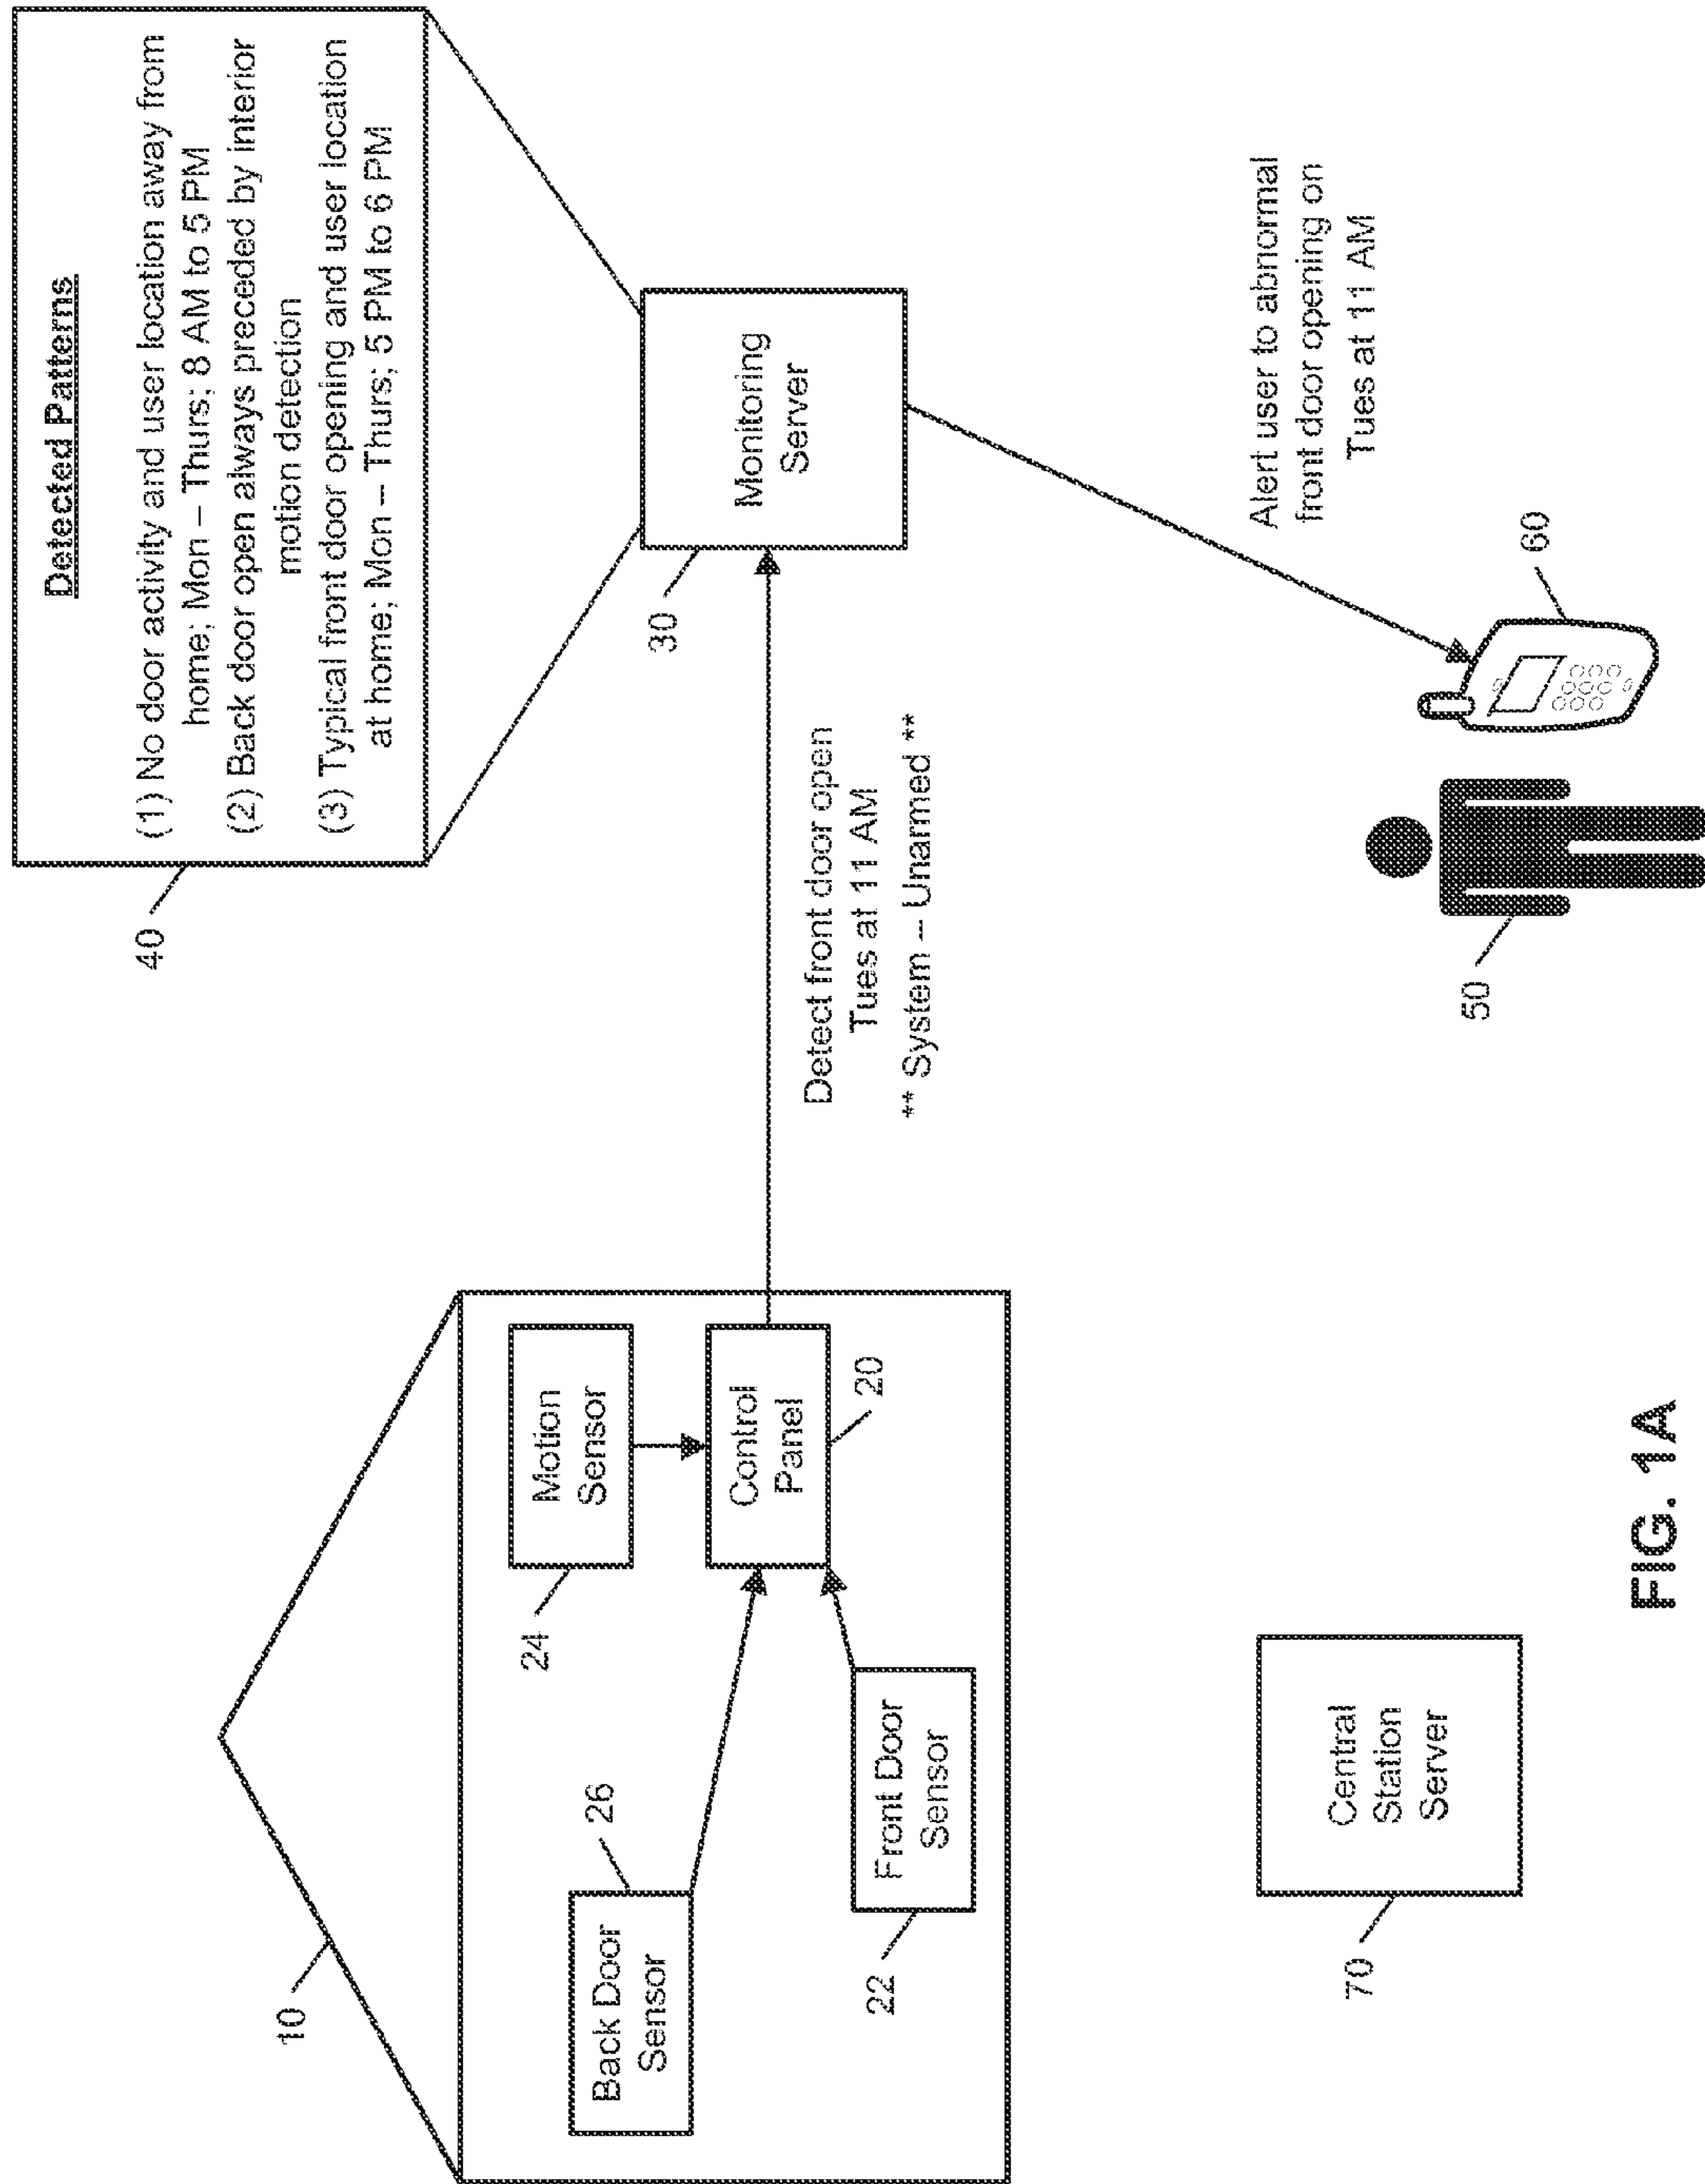 Detected Patterns
(1) No door activity and user location away from
home; Mon – Thurs; 8 AM to 5 PM
(2) Back door open always preceded by interior
motion detection
(3) Typical front door opening and user location
at home; Mon – Thurs; 5 PM to 6 PM
40
10
Back Door
Sensor
26
24
Motion
Sensor
Control
Panel
20
Front Door
Sensor
22
Detect front door open
Tues at 11 AM
** System – Unarmed **
30
Monitoring
Server
Alert user to abnormal
front door opening on
Tues at 11 AM
60
50
Central
Station
Server
70
FIG. 1A